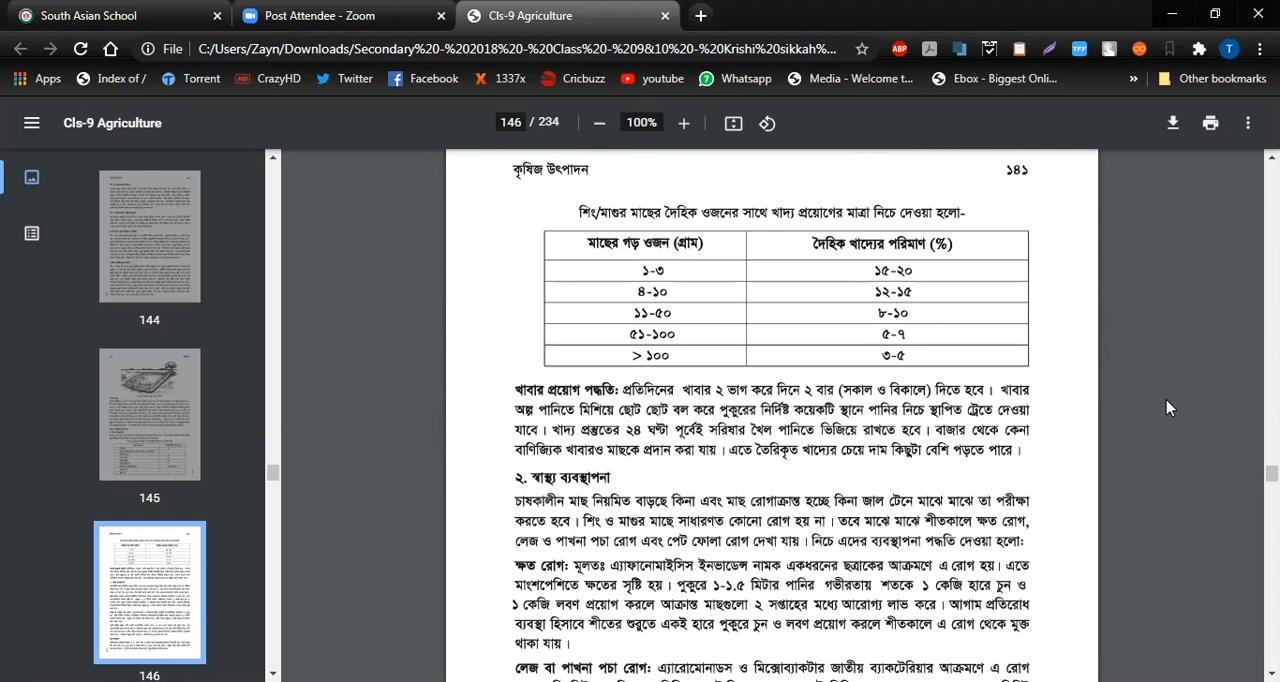 South Asian School
Post Attendee - Zoom
Cls-9 Agriculture
File
C:/Users/Zayn/Downloads/Secondary%20-%202018%20-%20Class%20-%209&10%20-%20Krishi%20sikkah%...
ABP
TFF
T
Apps
Index of /
Torrent
MD CrazyHD
Twitter
Facebook
X 1337x
Cricbuzz
youtube
Whatsapp
Media - Welcome t...
Ebox - Biggest Onli...
»
Other bookmarks
Cls-9 Agriculture
146 / 234
100%
144
145
146
কৃষিজ উৎপাদন ১৪১
শিং/মাগুর মাছের দৈহিক ওজনের সাথে খাদ্য প্রয়োগের মাত্রা নিচে দেওয়া হলো-
মাছের গড় ওজন (গ্রাম) দৈহিক খাদ্যের পরিমাণ (%)
১-৩ ১৫-২০
৪-১০ ১২-১৫
১১-৫০ ৮-১০
৫১-১০০ ৫-৭
> ১০০ ৩-৫
খাবার প্রয়োগ পদ্ধতি: প্রতিদিনের খাবার ২ ভাগ করে দিনে ২ বার (সকাল ও বিকালে) দিতে হবে। খাবার
অল্প পানিতে মিশিয়ে ছোট ছোট বল করে পুকুরের নির্দিষ্ট কয়েকটি স্থানে পানির নিচে স্থাপিত ট্রেতে দেওয়া
যাবে। খাদ্য প্রয়োগের ২৪ ঘণ্টা পূর্বেই সরিষার খৈল পানিতে ভিজিয়ে রাখতে হবে। বাজার থেকে কেনা
বাণিজ্যিক খাবারও মাছকে প্রদান করা যায়। এতে তৈরিকৃত খাদ্যের চেয়ে দাম কিছুটা বেশি পড়তে পারে।
২. স্বাস্থ্য ব্যবস্থাপনা
চাষকালীন মাছ নিয়মিত বাড়ছে কিনা এবং মাছ রোগাক্রান্ত হচ্ছে কিনা জাল টেনে মাঝে মাঝে তা পরীক্ষা
করতে হবে। শিং ও মাগুর মাছে সাধারণত কোনো রোগ হয় না। তবে মাঝে মাঝে শীতকালে ক্ষত রোগ,
লেজ ও পাখনা পচা রোগ এবং পেট ফোলা রোগ দেখা যায়। নিচে রোগ ব্যবস্থাপনা পদ্ধতি দেওয়া হলো:
ক্ষত রোগ: মূলতঃ এ্যাফানোমাইসিস ইনভাডেন্স নামক একধরনের ছত্রাকের আক্রমণে এ রোগ হয়। এতে
মাছের গায়ে ক্ষতের সৃষ্টি হয়। পুকুরে ১ মিটার পানির গভীরতায় প্রতি শতকে ১ কেজি হারে চুন ও
১ কেজি লবণ প্রয়োগ করলে আক্রান্ত মাছগুলো ২ সপ্তাহের মধ্যে আরোগ্য লাভ করে। আগাম প্রতিরোধ
ব্যবস্থা হিসাবে শীতের শুরুতে একই হারে পুকুরে চুন ও লবণ প্রয়োগ করলে শীতকালে এ রোগ থেকে মুক্ত
থাকা যায়।
লেজ বা পাখনা পচা রোগ: এ্যারোমোনাডস ও মিক্সোব্যাকটার জাতীয় ব্যাকটেরিয়ার আক্রমণে এ রোগ